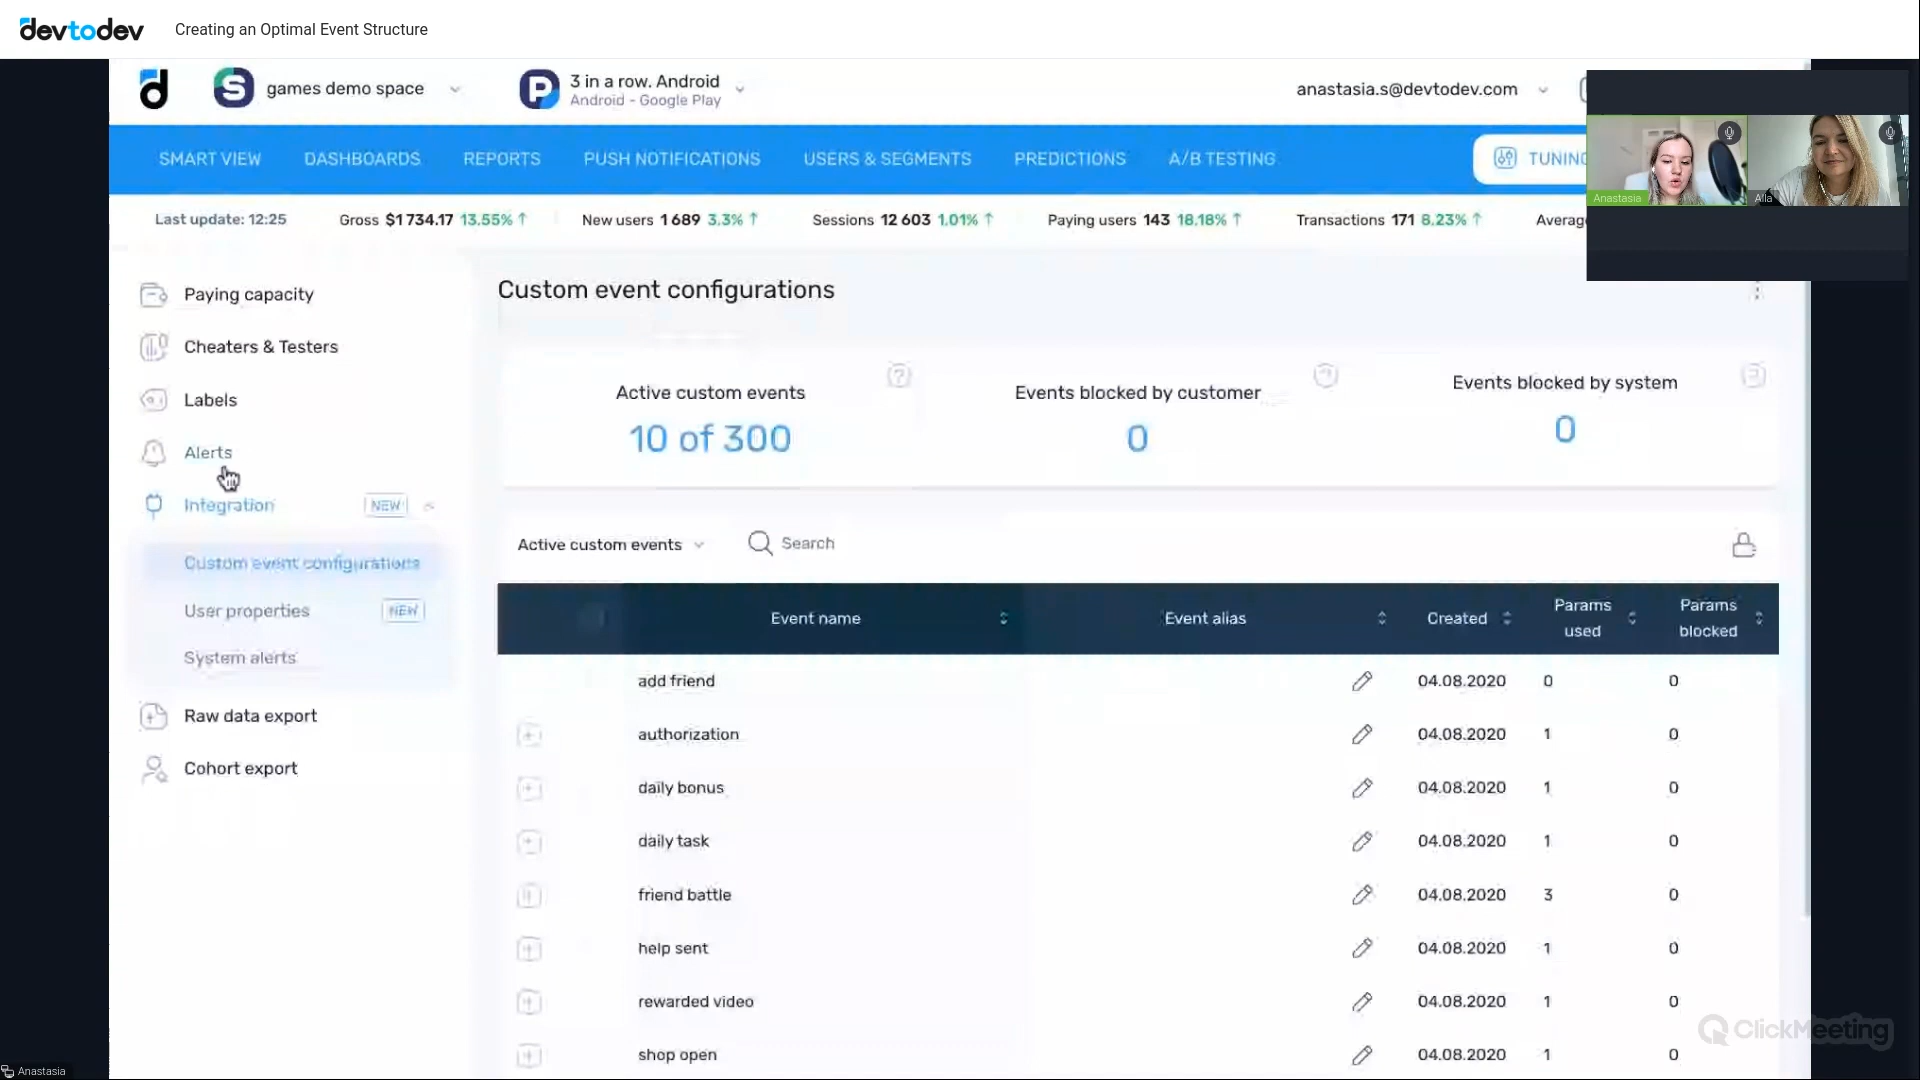 devtodev Creating an Optimal Event Structure
games demo space
3 in a row. Android
Android - Google Play
anastasia.s@devtodev.com
SMART VIEW DASHBOARDS REPORTS PUSH NOTIFICATIONS USERS & SEGMENTS PREDICTIONS A/B TESTING TUNING
Anastasia Alla
Last update: 12:25 Gross $1 734.17 13.55% ↑ New users 1 689 3.3% ↑ Sessions 12 603 1.01% ↑ Paying users 143 18.18% ↑ Transactions 171 8.23% ↑ Averag
Paying capacity
Cheaters & Testers
Labels
Alerts
Integration NEW
Custom event configurations
User properties NEW
System alerts
Raw data export
Cohort export
Custom event configurations
Active custom events
10 of 300
Events blocked by customer
0
Events blocked by system
0
Active custom events Search
Event name Event alias Created Params used Params blocked
add friend 04.08.2020 0 0
authorization 04.08.2020 1 0
daily bonus 04.08.2020 1 0
daily task 04.08.2020 1 0
friend battle 04.08.2020 3 0
help sent 04.08.2020 1 0
rewarded video 04.08.2020 1 0
shop open 04.08.2020 1 0
ClickMeeting
Anastasia